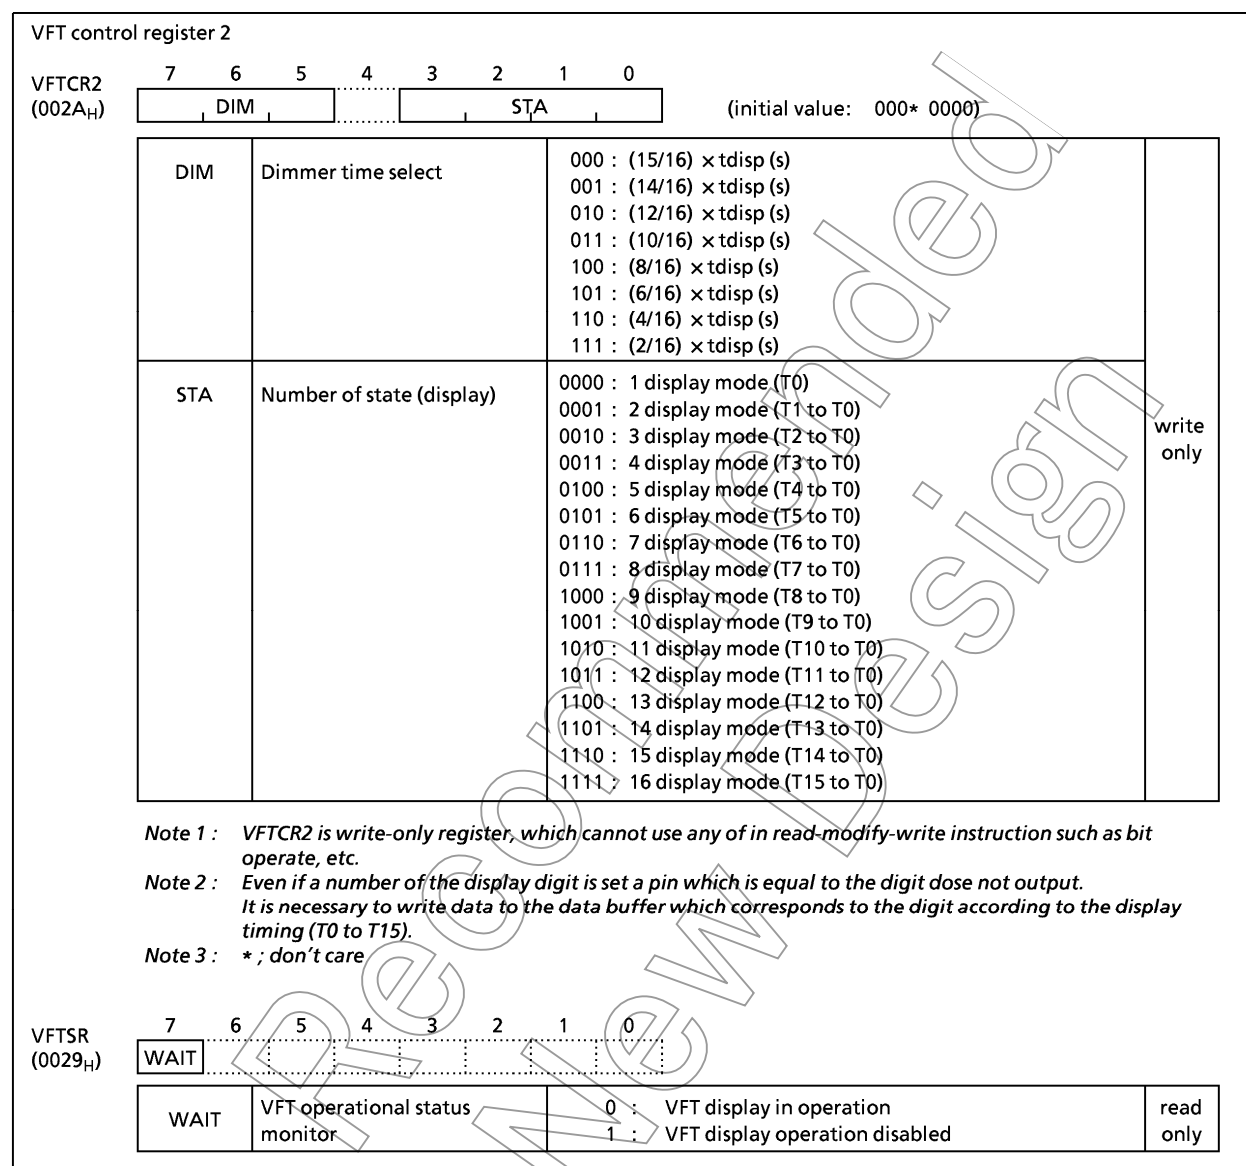 VFT control register 2
7 6 5 4 3 2 1 0
VFTCR2
(002AH)
DIM STA (initial value: 000* 0000)
DIM Dimmer time select
000 : (15/16) × tdisp (s)
001 : (14/16) × tdisp (s)
010 : (12/16) × tdisp (s)
011 : (10/16) × tdisp (s)
100 : (8/16) × tdisp (s)
101 : (6/16) × tdisp (s)
110 : (4/16) × tdisp (s)
111 : (2/16) × tdisp (s)
STA Number of state (display)
0000 : 1 display mode (T0)
0001 : 2 display mode (T1 to T0)
0010 : 3 display mode (T2 to T0)
0011 : 4 display mode (T3 to T0)
0100 : 5 display mode (T4 to T0)
0101 : 6 display mode (T5 to T0)
0110 : 7 display mode (T6 to T0)
0111 : 8 display mode (T7 to T0)
1000 : 9 display mode (T8 to T0)
1001 : 10 display mode (T9 to T0)
1010 : 11 display mode (T10 to T0)
1011 : 12 display mode (T11 to T0)
1100 : 13 display mode (T12 to T0)
1101 : 14 display mode (T13 to T0)
1110 : 15 display mode (T14 to T0)
1111 : 16 display mode (T15 to T0)
write
only
Note 1 : VFTCR2 is write-only register, which cannot use any of in read-modify-write instruction such as bit
operate, etc.
Note 2 : Even if a number of the display digit is set a pin which is equal to the digit dose not output.
It is necessary to write data to the data buffer which corresponds to the digit according to the display
timing (T0 to T15).
Note 3 : * ; don't care
7 6 5 4 3 2 1 0
VFTSR
(0029H)
WAIT
WAIT
VFT operational status
monitor
0 : VFT display in operation
1 : VFT display operation disabled
read
only
Recommended
New Design